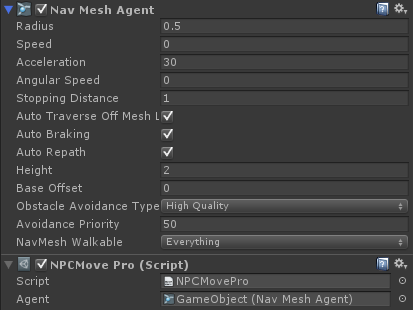 Nav Mesh Agent
Radius 0.5
Speed 0
Acceleration 30
Angular Speed 0
Stopping Distance 1
Auto Traverse Off Mesh L
Auto Braking
Auto Repath
Height 2
Base Offset 0
Obstacle Avoidance Type High Quality
Avoidance Priority 50
NavMesh Walkable Everything
NPCMove Pro (Script)
Script NPCMovePro
Agent GameObject (Nav Mesh Agent)